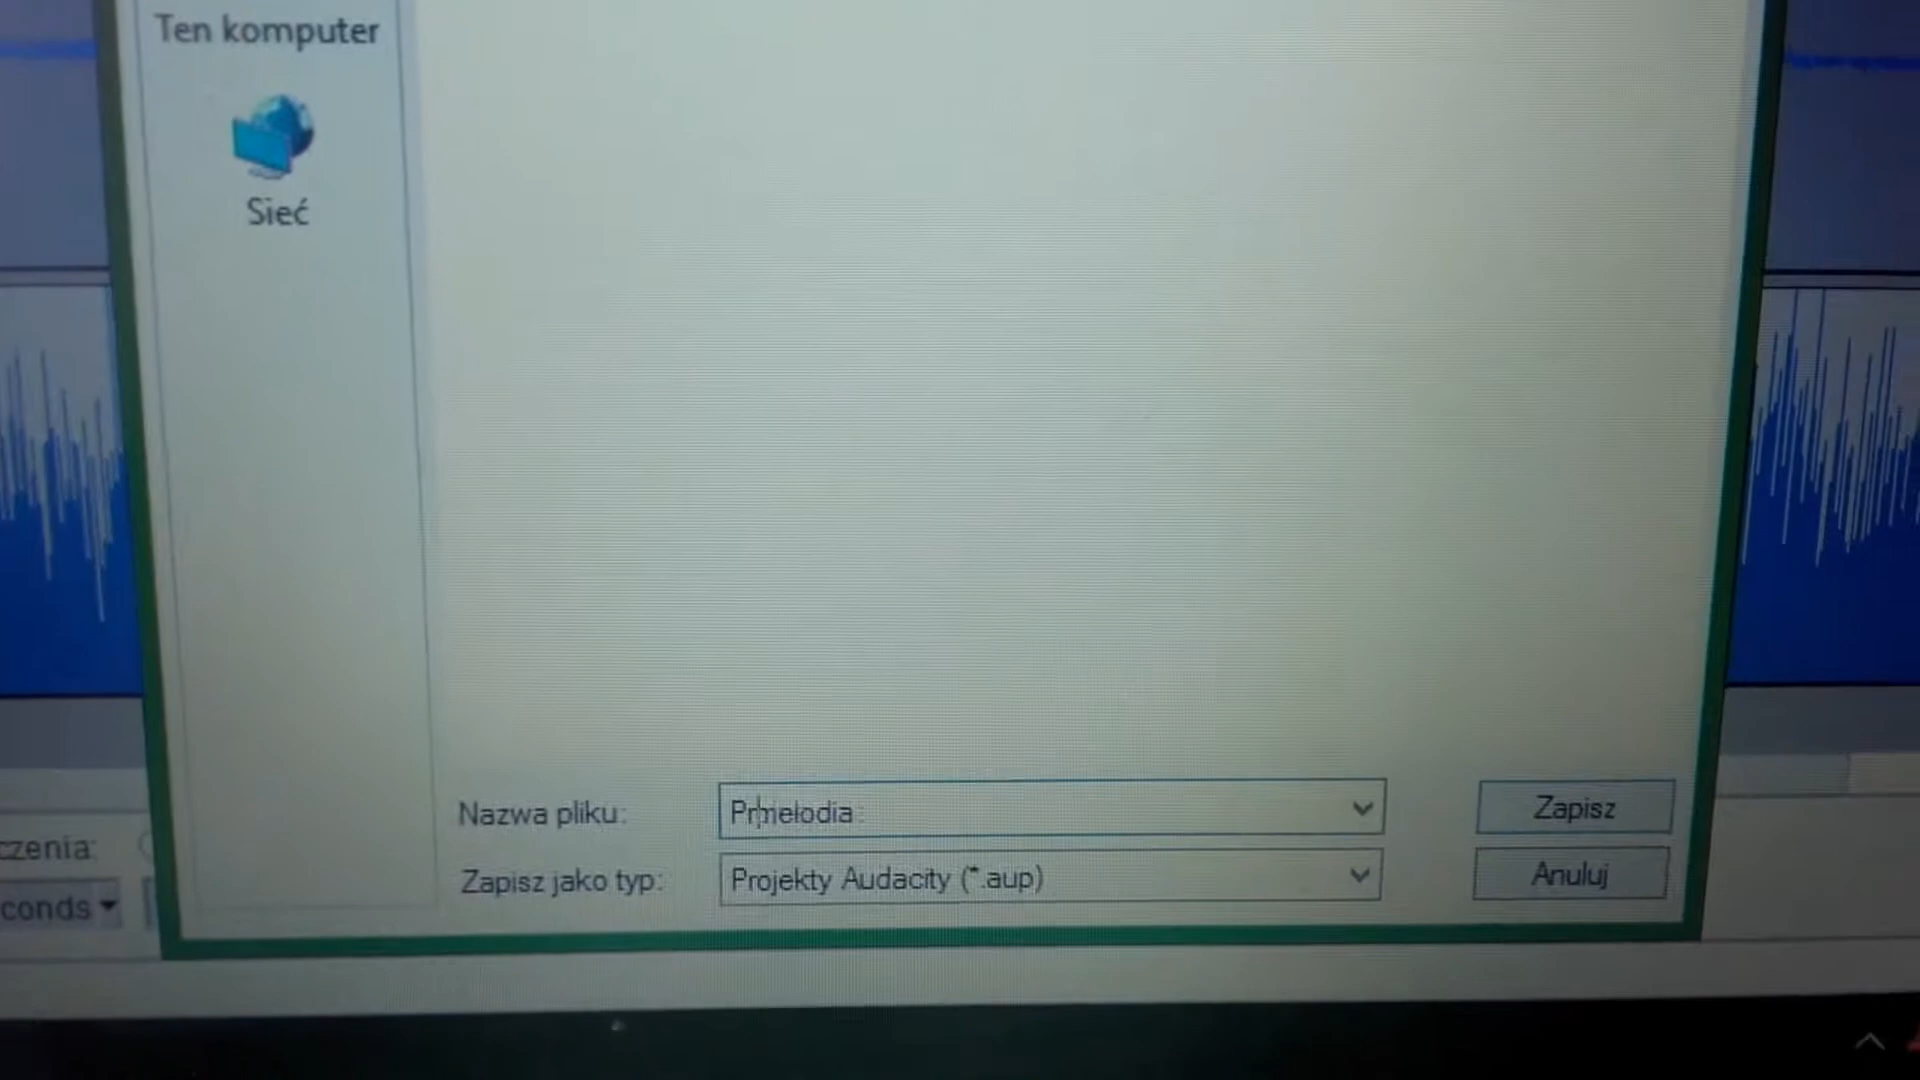 Ten komputer
Sieć
Nazwa pliku: Prmelodia
Zapisz
Zapisz jako typ: Projekty Audacity (*.aup)
Anuluj
czenia:
conds